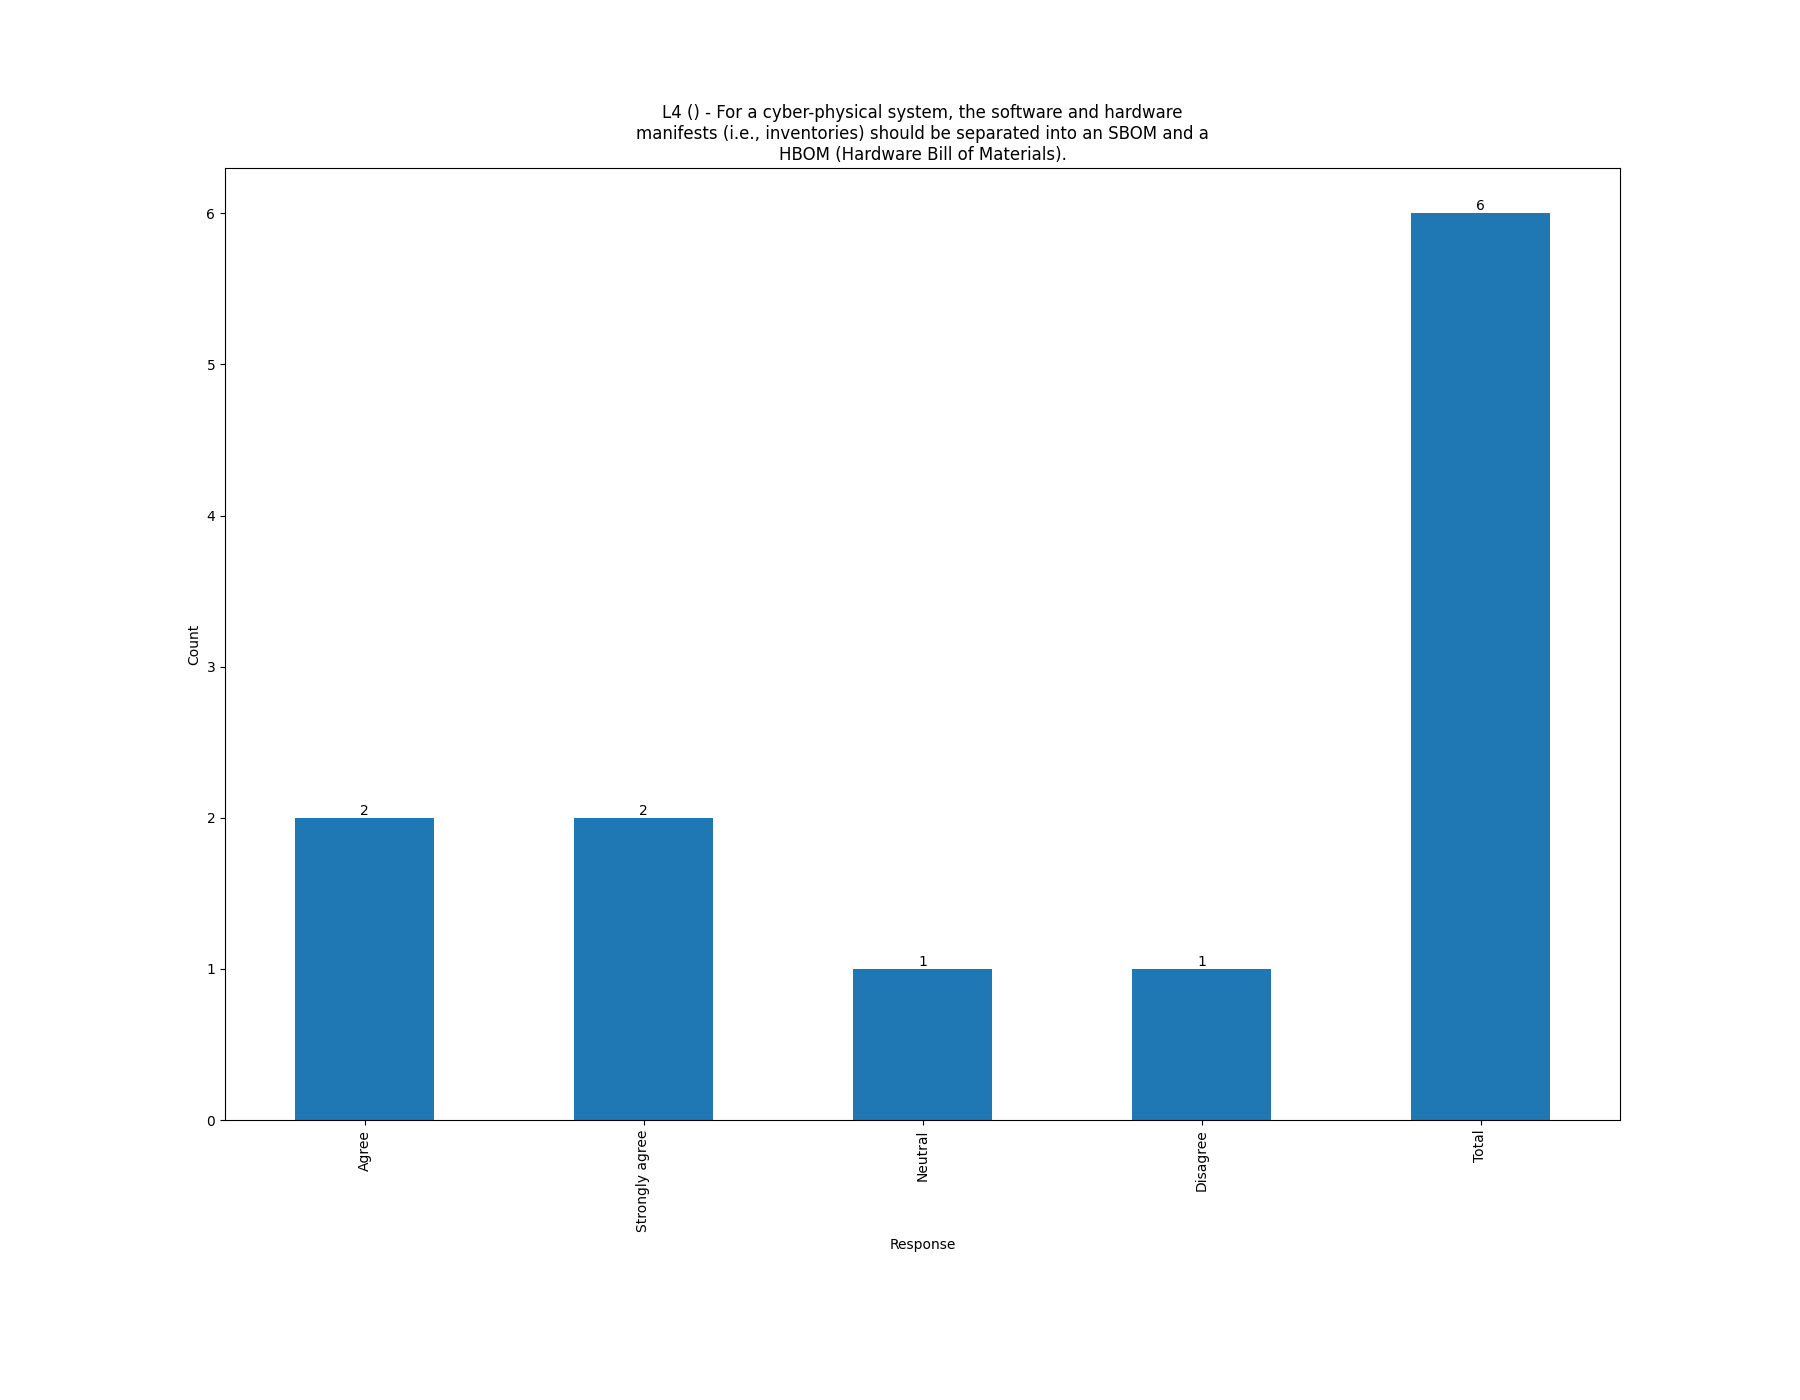 L4 () - For a cyber-physical system, the software and hardware
manifests (i.e., inventories) should be separated into an SBOM and a
HBOM (Hardware Bill of Materials).
6
6
5
4
Count
3
2
2
2
1
1
1
0
Agree
Strongly agree
Neutral
Disagree
Total
Response